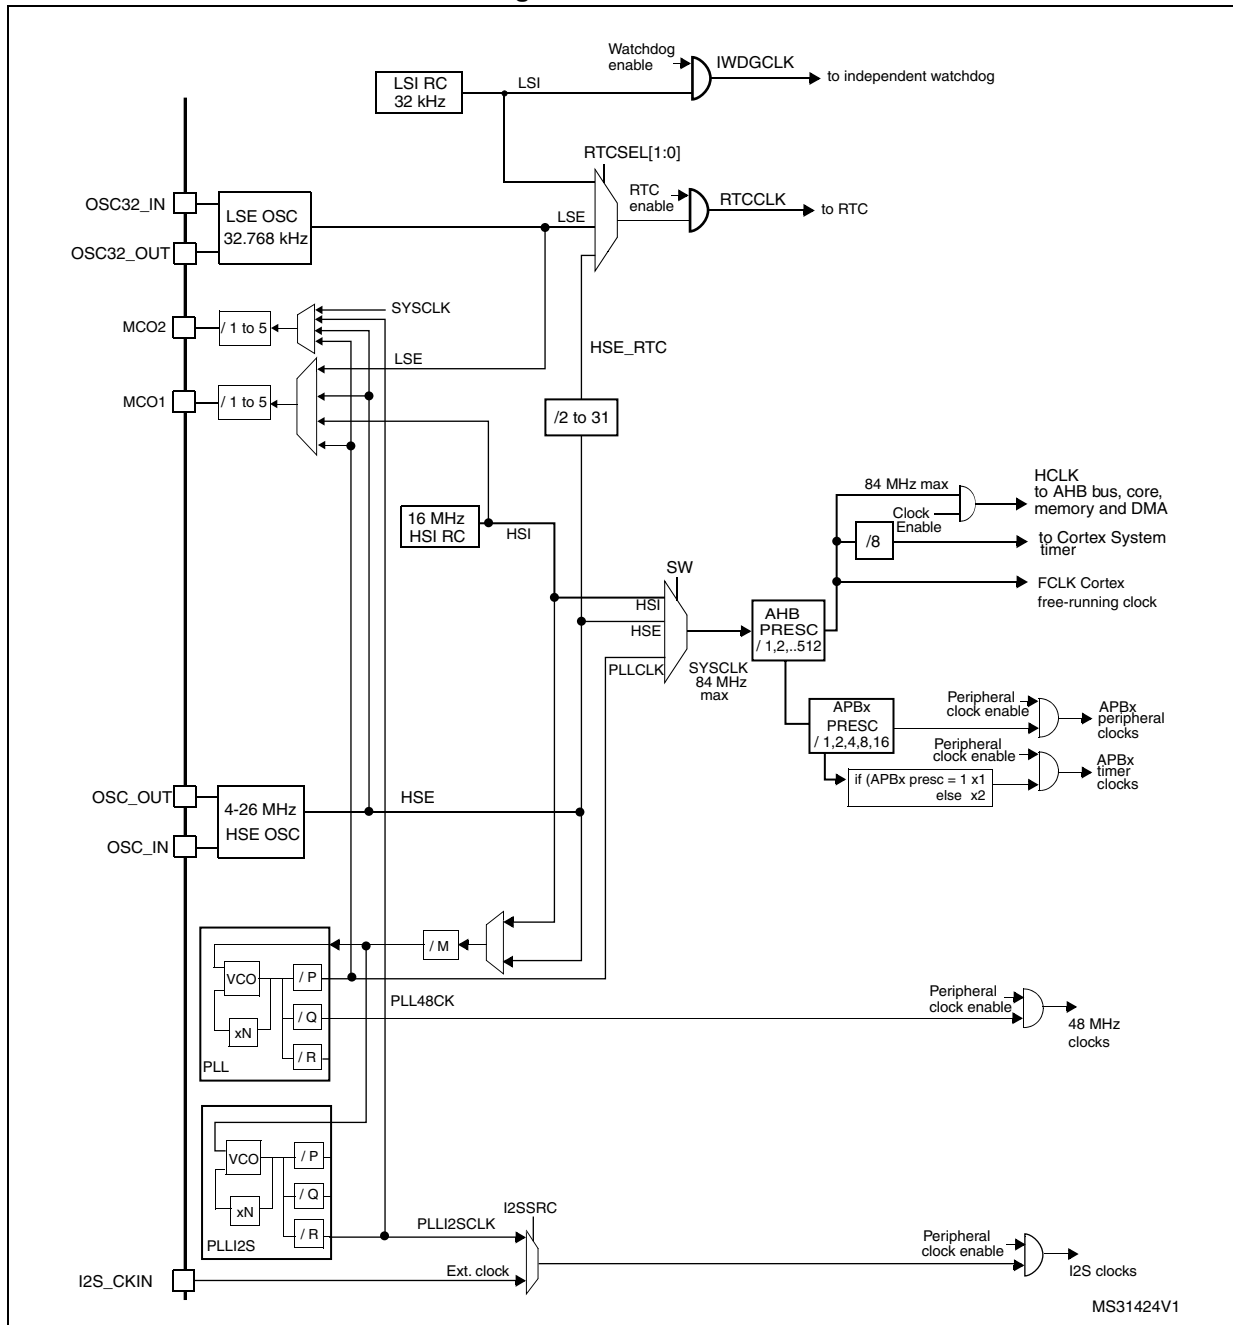 Watchdog
enable
IWDGCLK
to independent watchdog
LSI RC
32 kHz
LSI
RTCSEL[1:0]
OSC32_IN
OSC32_OUT
LSE OSC
32.768 kHz
LSE
RTC
enable
RTCCLK
to RTC
MCO2
/ 1 to 5
SYSCLK
LSE
HSE_RTC
MCO1
/ 1 to 5
/2 to 31
16 MHz
HSI RC
HSI
84 MHz max
HCLK
to AHB bus, core,
memory and DMA
Clock
Enable
/8
to Cortex System
timer
FCLK Cortex
free-running clock
SW
HSI
HSE
PLLCLK
SYSCLK
84 MHz
max
AHB
PRESC
/ 1,2,..512
APBx
PRESC
/ 1,2,4,8,16
Peripheral
clock enable
APBx
peripheral
clocks
Peripheral
clock enable
APBx
timer
clocks
if (APBx presc = 1 x1
else x2
OSC_OUT
OSC_IN
4-26 MHz
HSE OSC
HSE
/ M
VCO
xN
/ P
/ Q
/ R
PLL
PLL48CK
Peripheral
clock enable
48 MHz
clocks
VCO
xN
/ P
/ Q
/ R
PLLI2S
PLLI2SCLK
I2SSRC
Ext. clock
I2S_CKIN
Peripheral
clock enable
I2S clocks
MS31424V1